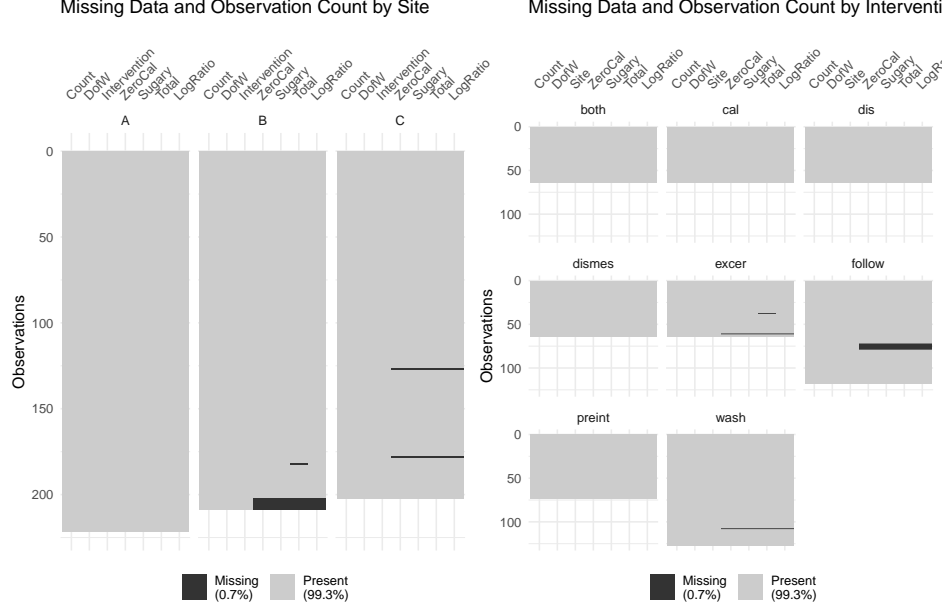 Missing Data and Observation Count by Site
Count DofW Intervention ZeroCal Sugary Total LogRatio
Count DofW Intervention ZeroCal Sugary Total LogRatio
Count DofW Intervention ZeroCal Sugary Total LogRatio
A B C
0
50
100
150
200
Observations
Missing (0.7%)
Present (99.3%)
Missing Data and Observation Count by Interventi
Count DofW Site ZeroCal Sugary Total LogRatio
Count DofW Site ZeroCal Sugary Total LogRatio
Count DofW Site ZeroCal Sugary Total LogRa
both cal dis
0
50
100
dismes excer follow
0
50
100
preint wash
0
50
100
Observations
Missing (0.7%)
Present (99.3%)